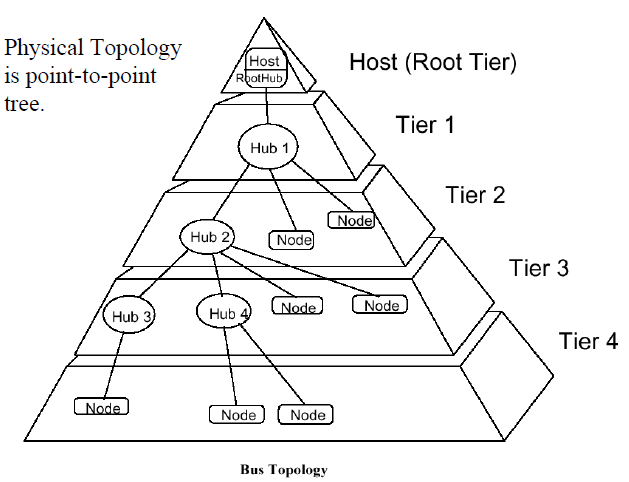 Physical Topology
is point-to-point
tree.
Host
RootHub
Host (Root Tier)
Hub 1
Tier 1
Hub 2
Node
Node
Tier 2
Hub 3
Hub 4
Node
Node
Tier 3
Node
Node
Node
Tier 4
Bus Topology